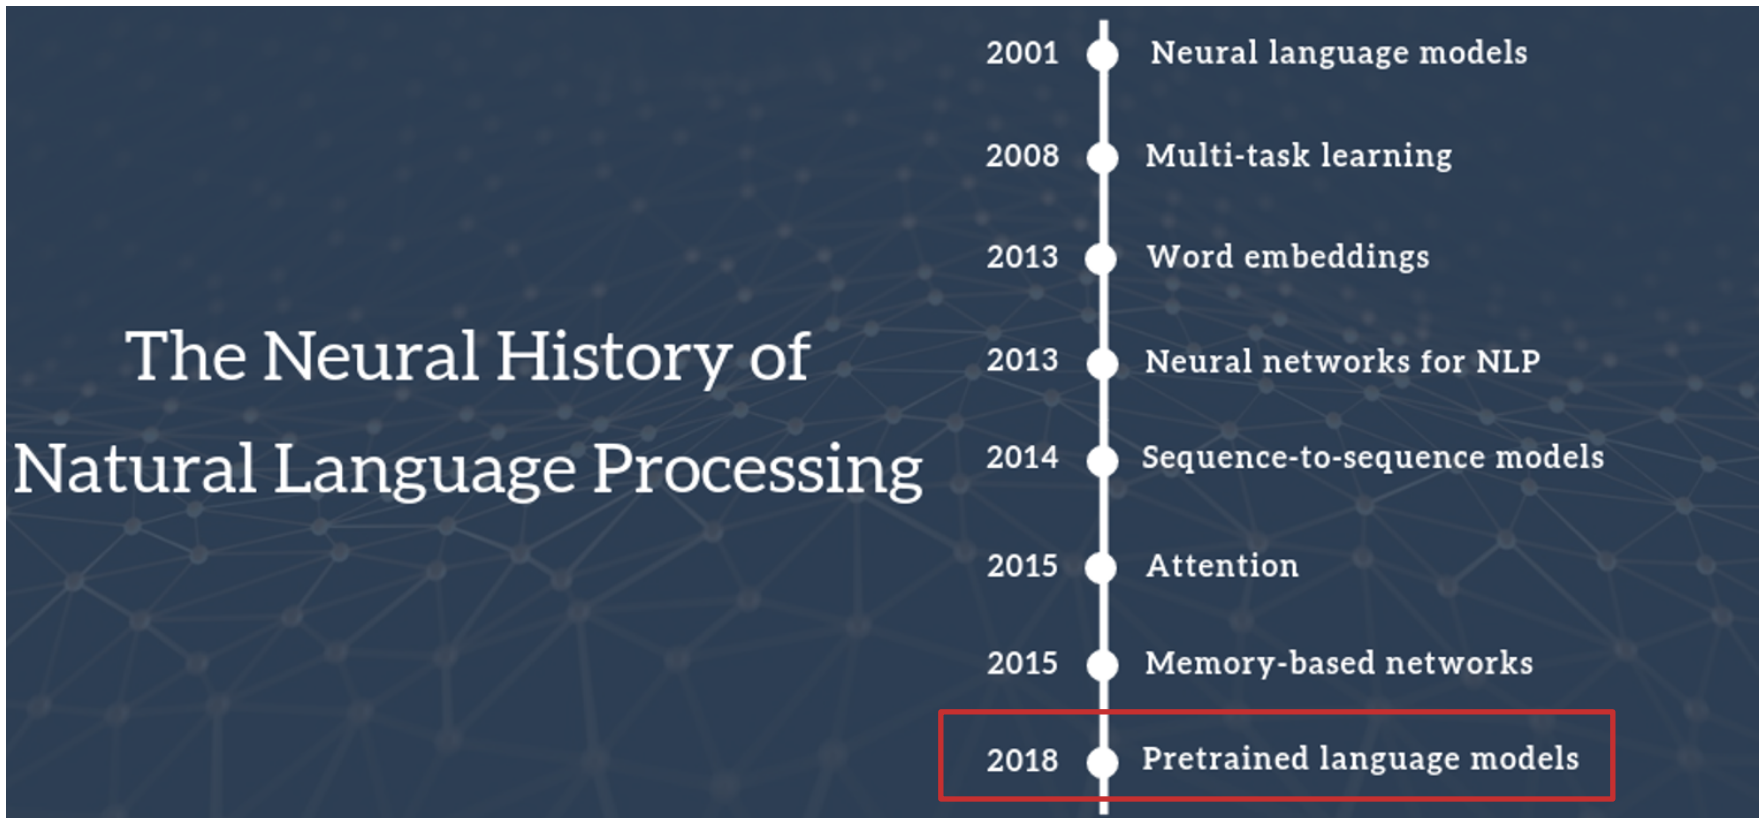 The Neural History of
Natural Language Processing
2001 Neural language models
2008 Multi-task learning
2013 Word embeddings
2013 Neural networks for NLP
2014 Sequence-to-sequence models
2015 Attention
2015 Memory-based networks
2018 Pretrained language models